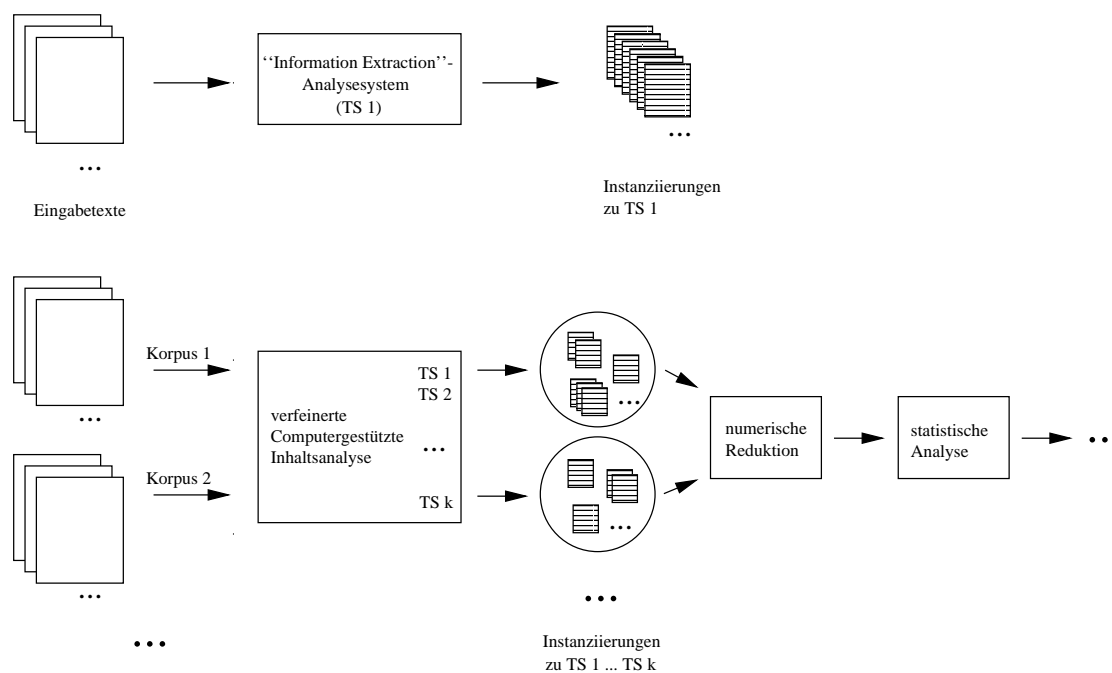 ‘‘Information Extraction’’-
Analysesystem
(TS 1)
...
...
Eingabetexte
Instanziierungen
zu TS 1
Korpus 1
TS 1
TS 2
verfeinerte
Computergestützte
Inhaltsanalyse
...
TS k
...
numerische
Reduktion
statistische
Analyse
..
...
Korpus 2
...
...
...
...
Instanziierungen
zu TS 1 ... TS k